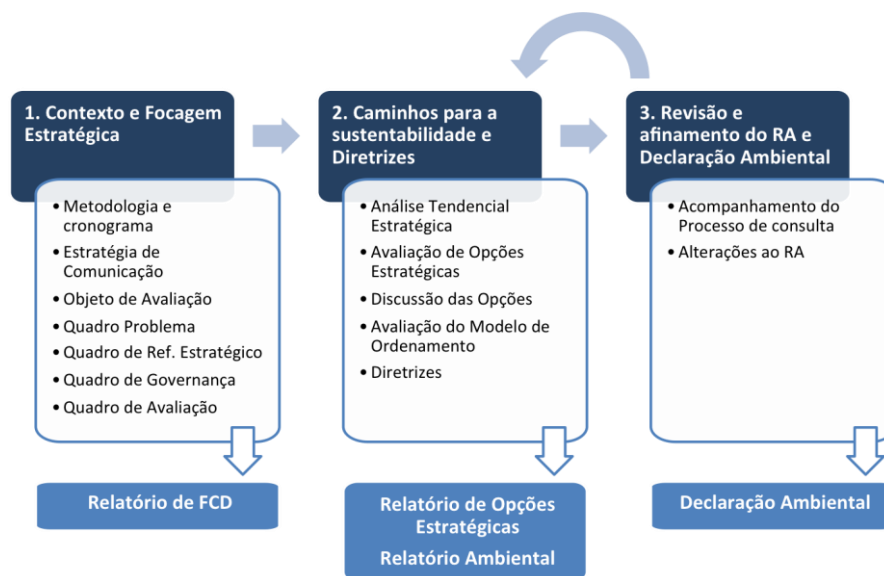 1. Contexto e Focagem
Estratégica
• Metodologia e
cronograma
• Estratégia de
Comunicação
• Objeto de Avaliação
• Quadro Problema
• Quadro de Ref. Estratégico
• Quadro de Governança
• Quadro de Avaliação
Relatório de FCD
2. Caminhos para a
sustentabilidade e
Diretrizes
• Análise Tendencial
Estratégica
• Avaliação de Opções
Estratégicas
• Discussão das Opções
• Avaliação do Modelo de
Ordenamento
• Diretrizes
Relatório de Opções
Estratégicas
Relatório Ambiental
3. Revisão e
afinamento do RA e
Declaração Ambiental
• Acompanhamento do
Processo de consulta
• Alterações ao RA
Declaração Ambiental